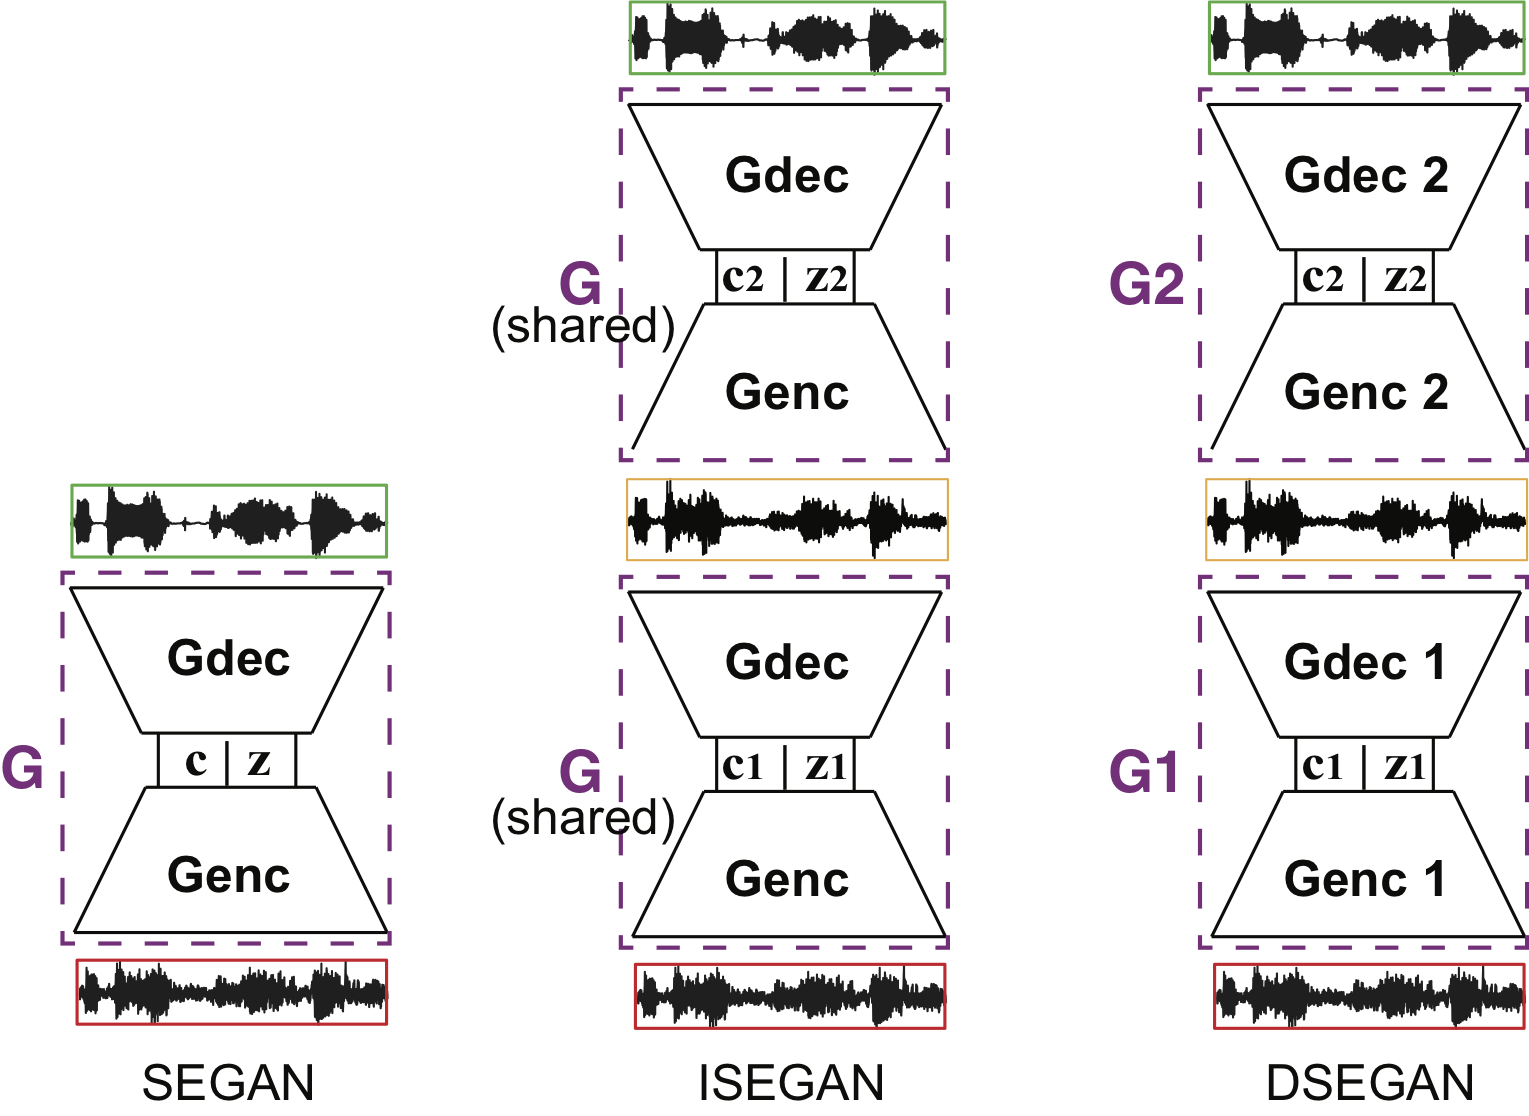 Gdec
G
(shared)
c2 z2
Genc
Gdec 2
G2
c2 z2
Genc 2
Gdec
G
c z
Genc
Gdec
G
(shared)
c1 z1
Genc
Gdec 1
G1
c1 z1
Genc 1
SEGAN
ISEGAN
DSEGAN